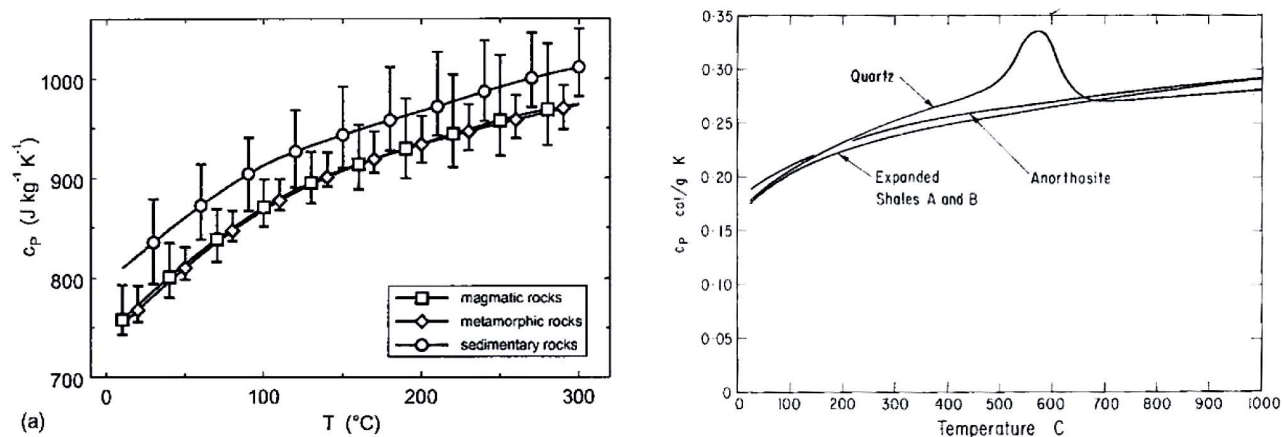 1000
900
800
700
c_P (J kg⁻¹ K⁻¹)
magmatic rocks
metamorphic rocks
sedimentary rocks
0 100 200 300
(a) T (°C)
0·35
0·30
0·25
0·20
0·15
0·10
0·05
0
c_P cal/g K
Quartz
Expanded
Shales A and B
Anorthosite
0 100 200 300 400 500 600 700 800 900 1000
Temperature C